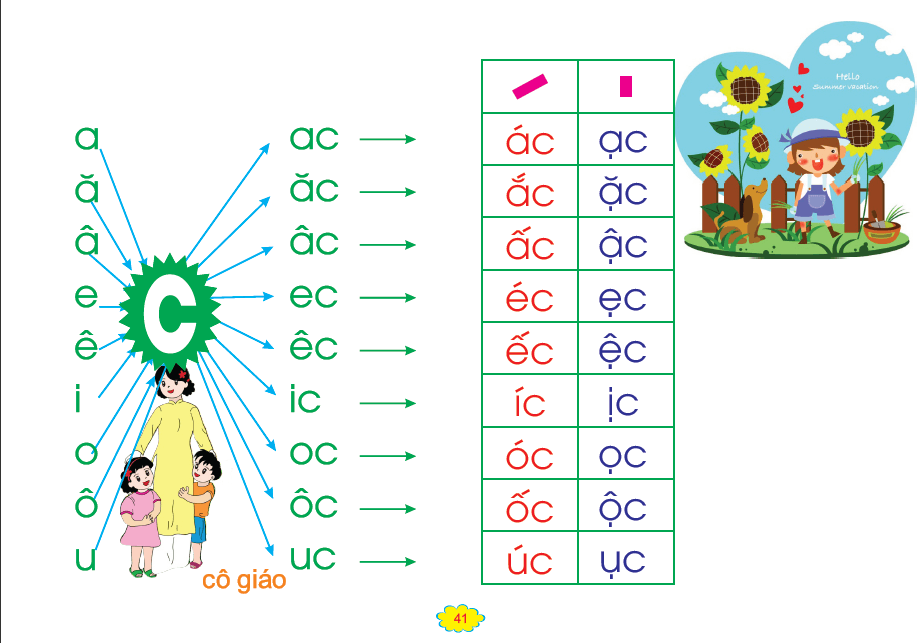 Hello
Summer vacation
a ac ác ạc
ă ăc ắc ặc
â âc ấc ậc
C
e ec éc ẹc
ê êc ếc ệc
i ic íc ịc
o oc óc ọc
ô ôc ốc ộc
u uc úc ục
cô giáo
41